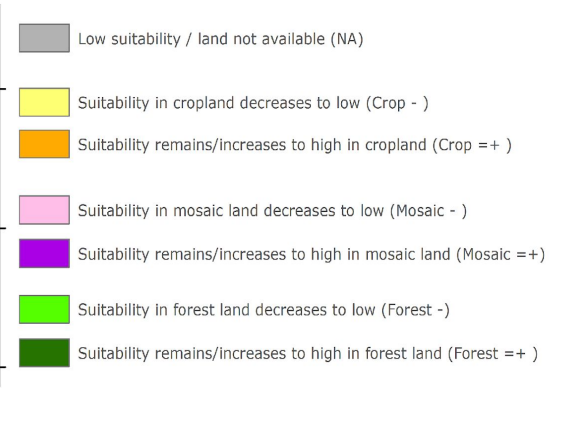 Low suitability / land not available (NA)
Suitability in cropland decreases to low (Crop - )
Suitability remains/increases to high in cropland (Crop =+ )
Suitability in mosaic land decreases to low (Mosaic - )
Suitability remains/increases to high in mosaic land (Mosaic =+)
Suitability in forest land decreases to low (Forest -)
Suitability remains/increases to high in forest land (Forest =+ )